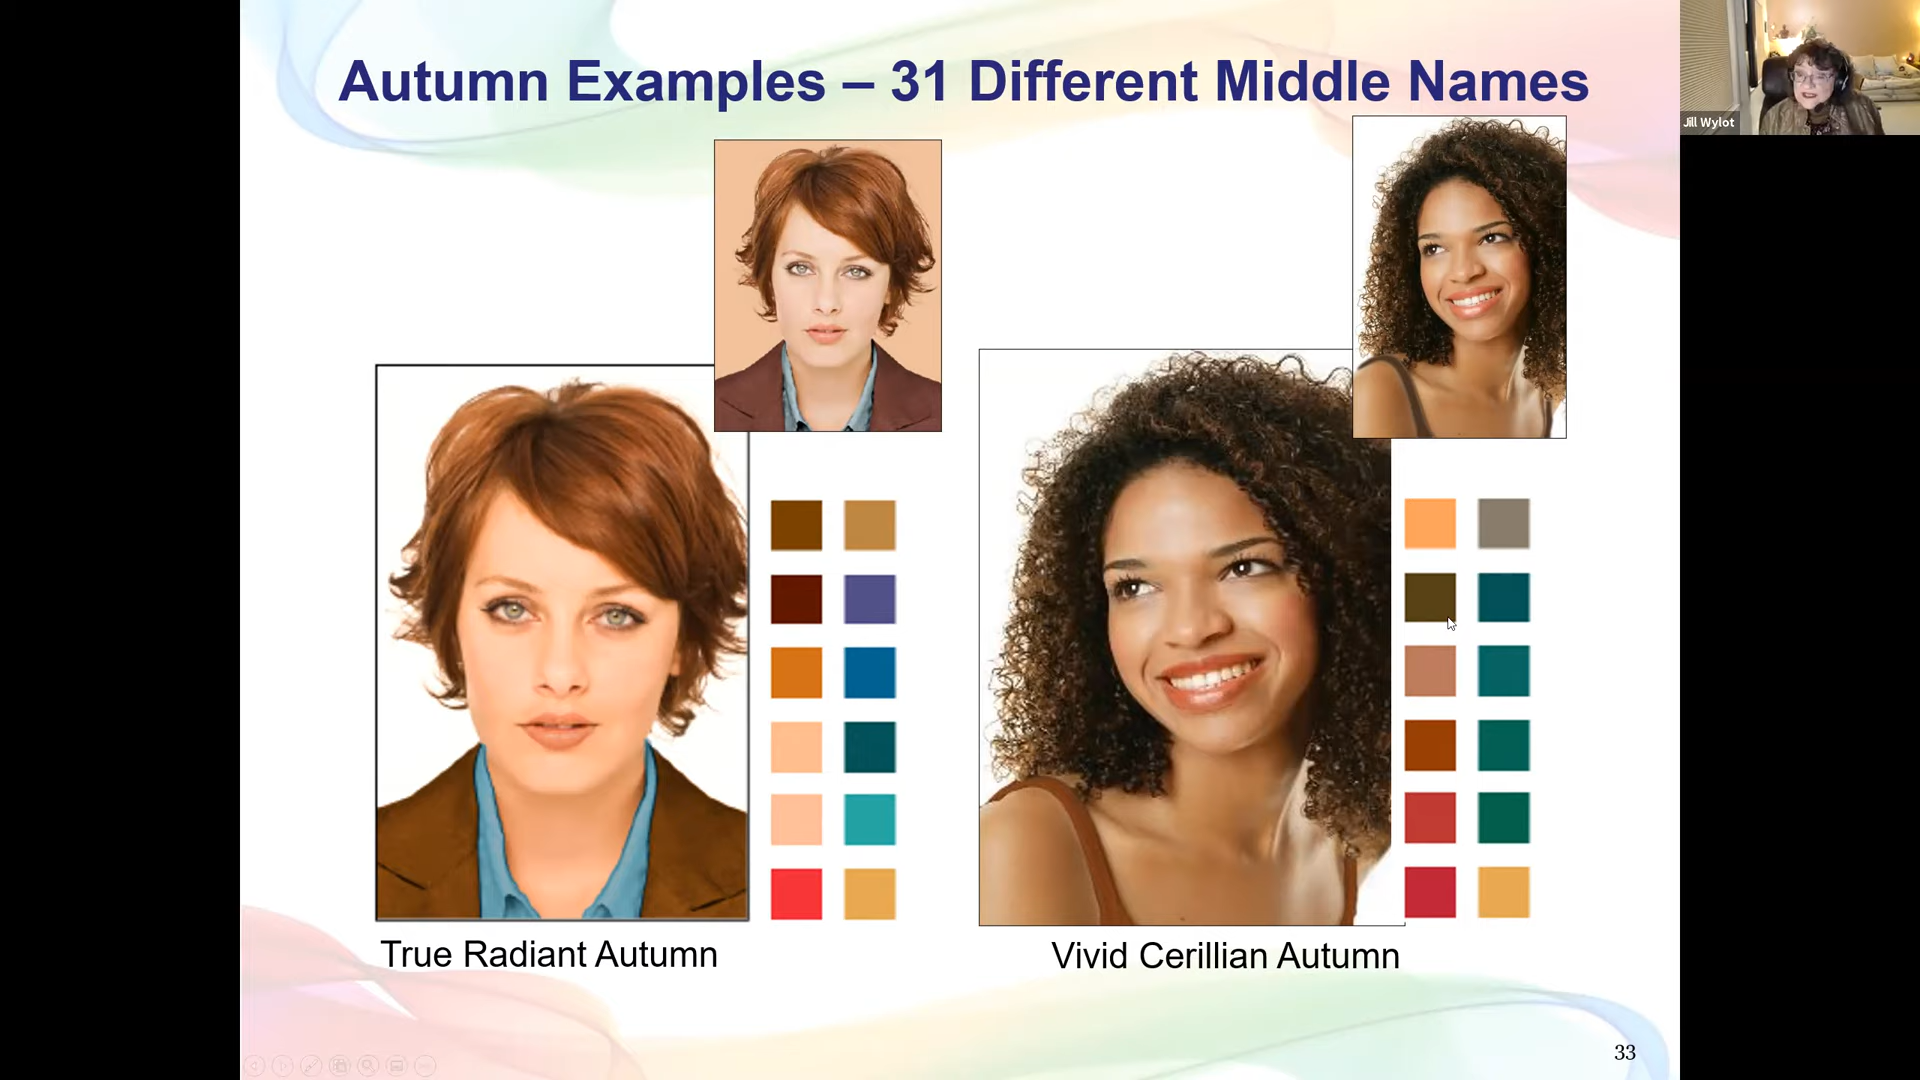 Autumn Examples – 31 Different Middle Names
Jill Wylot
True Radiant Autumn
Vivid Cerillian Autumn
33